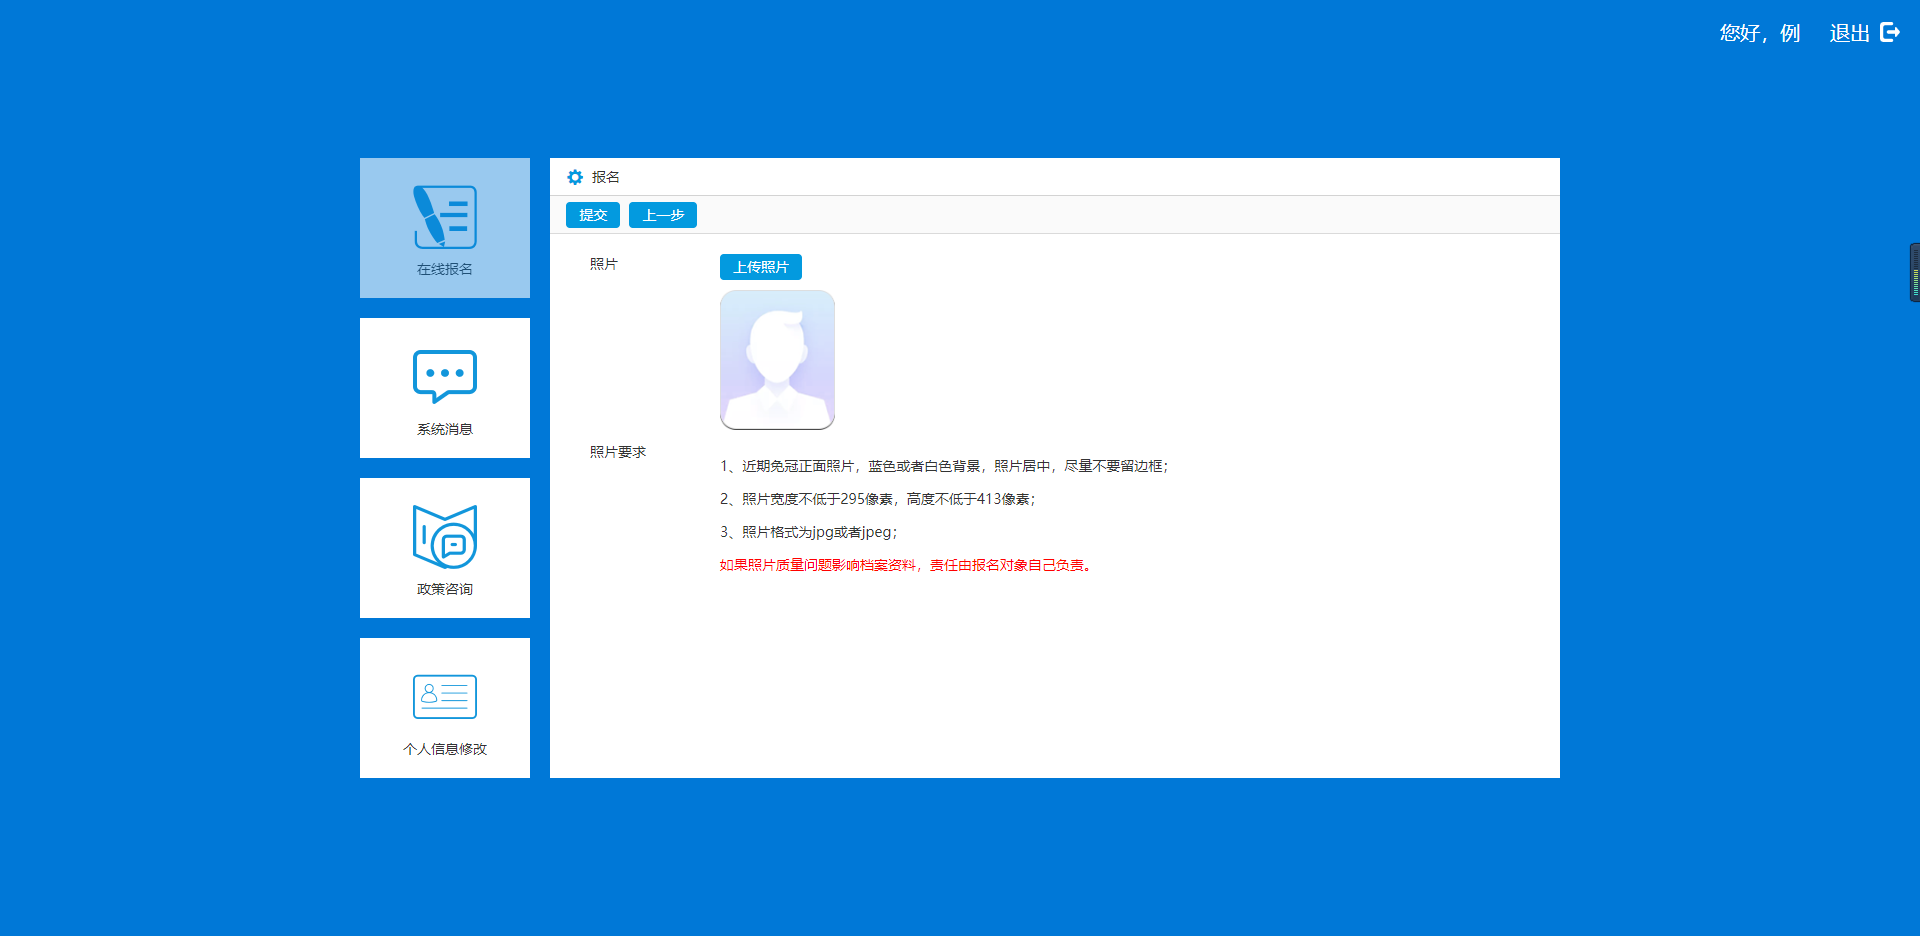 您好，例 退出
在线报名
系统消息
政策咨询
个人信息修改
报名
提交 上一步
照片 上传照片
照片要求
1、近期免冠正面照片，蓝色或者白色背景，照片居中，尽量不要留边框；
2、照片宽度不低于295像素，高度不低于413像素；
3、照片格式为jpg或者jpeg；
如果照片质量问题影响档案资料，责任由报名对象自己负责。